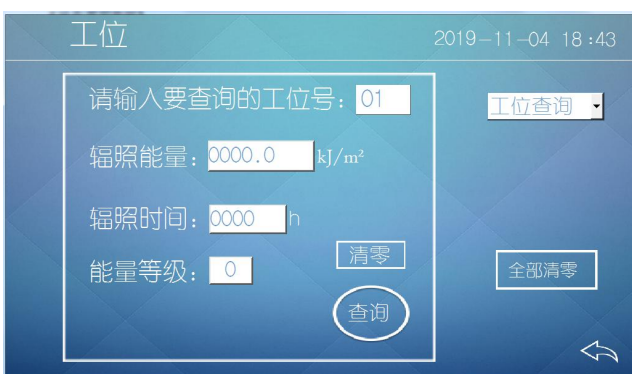 工位
2019-11-04 18:43
请输入要查询的工位号：01
工位查询
辐照能量：0000.0 kJ/m²
辐照时间：0000 h
清零
能量等级：0
全部清零
查询